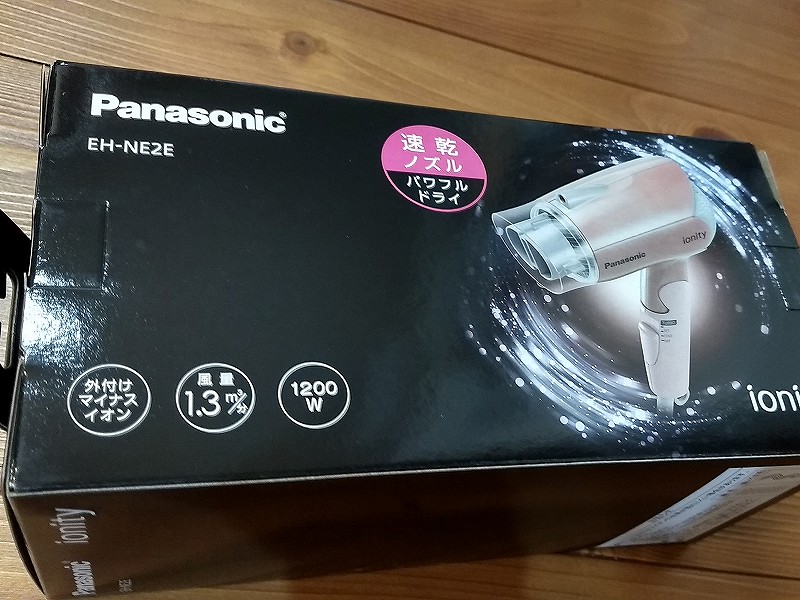 Panasonic
EH-NE2E
速乾
ノズル
パワフル
ドライ
Panasonic
ionity
外付け
マイナス
イオン
風量
1.3 m³/分
1200
W
Panasonic ionity